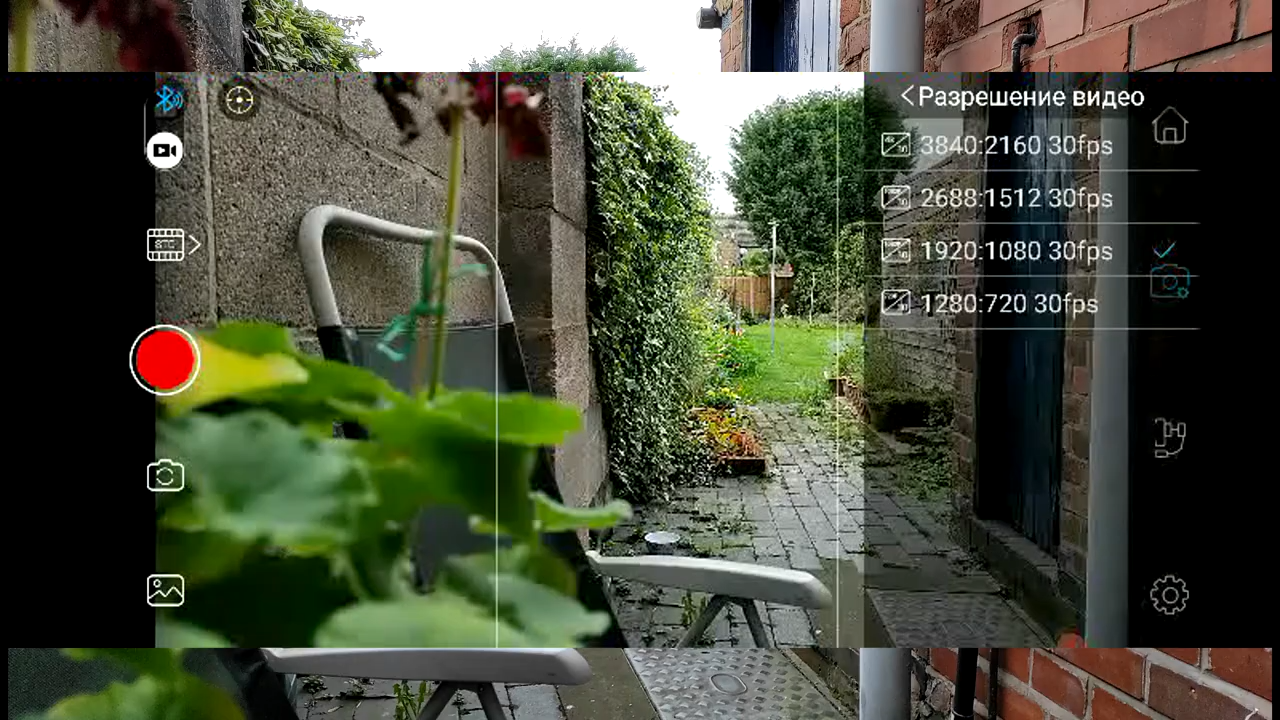 Разрешение видео
3840:2160 30fps
2688:1512 30fps
1920:1080 30fps
1280:720 30fps